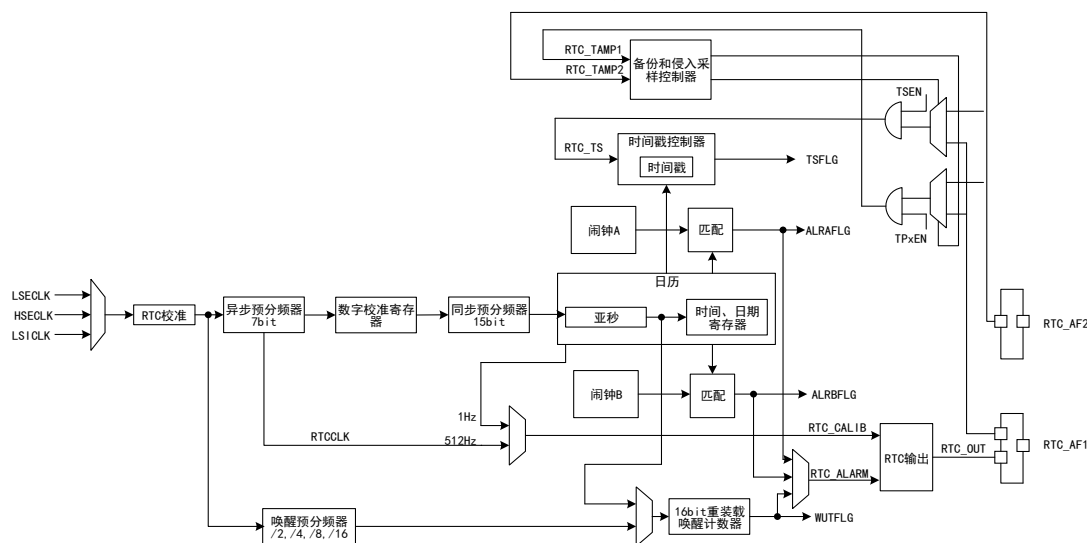 RTC_TAMP1
RTC_TAMP2
备份和侵入采
样控制器
TSEN
RTC_TS
时间戳控制器
时间戳
TSFLG
TPxEN
闹钟A
匹配
ALRAFLG
日历
LSECLK
HSECLK
LSICLK
RTC校准
异步预分频器
7bit
数字校准寄存
器
同步预分频器
15bit
亚秒
时间、日期
寄存器
RTC_AF2
闹钟B
匹配
ALRBFLG
1Hz
RTCCLK
512Hz
RTC_CALIB
RTC输出
RTC_OUT
RTC_AF1
RTC_ALARM
唤醒预分频器
/2,/4,/8,/16
16bit重装载
唤醒计数器
WUTFLG